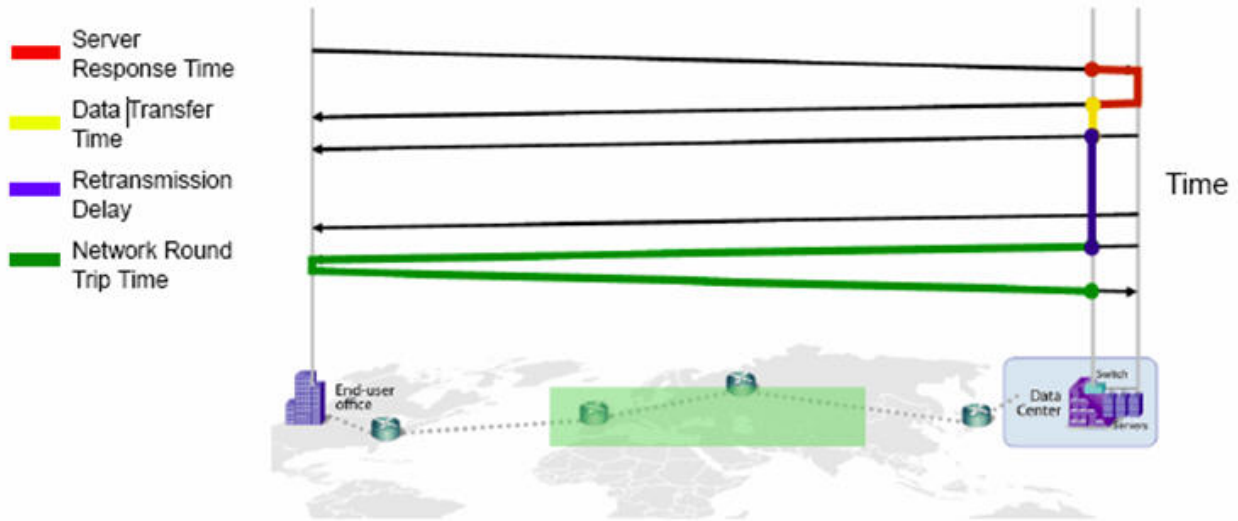 Server
Response Time
Data Transfer
Time
Retransmission
Delay
Network Round
Trip Time
Time
End-user
office
Switch
Data
Center
Servers